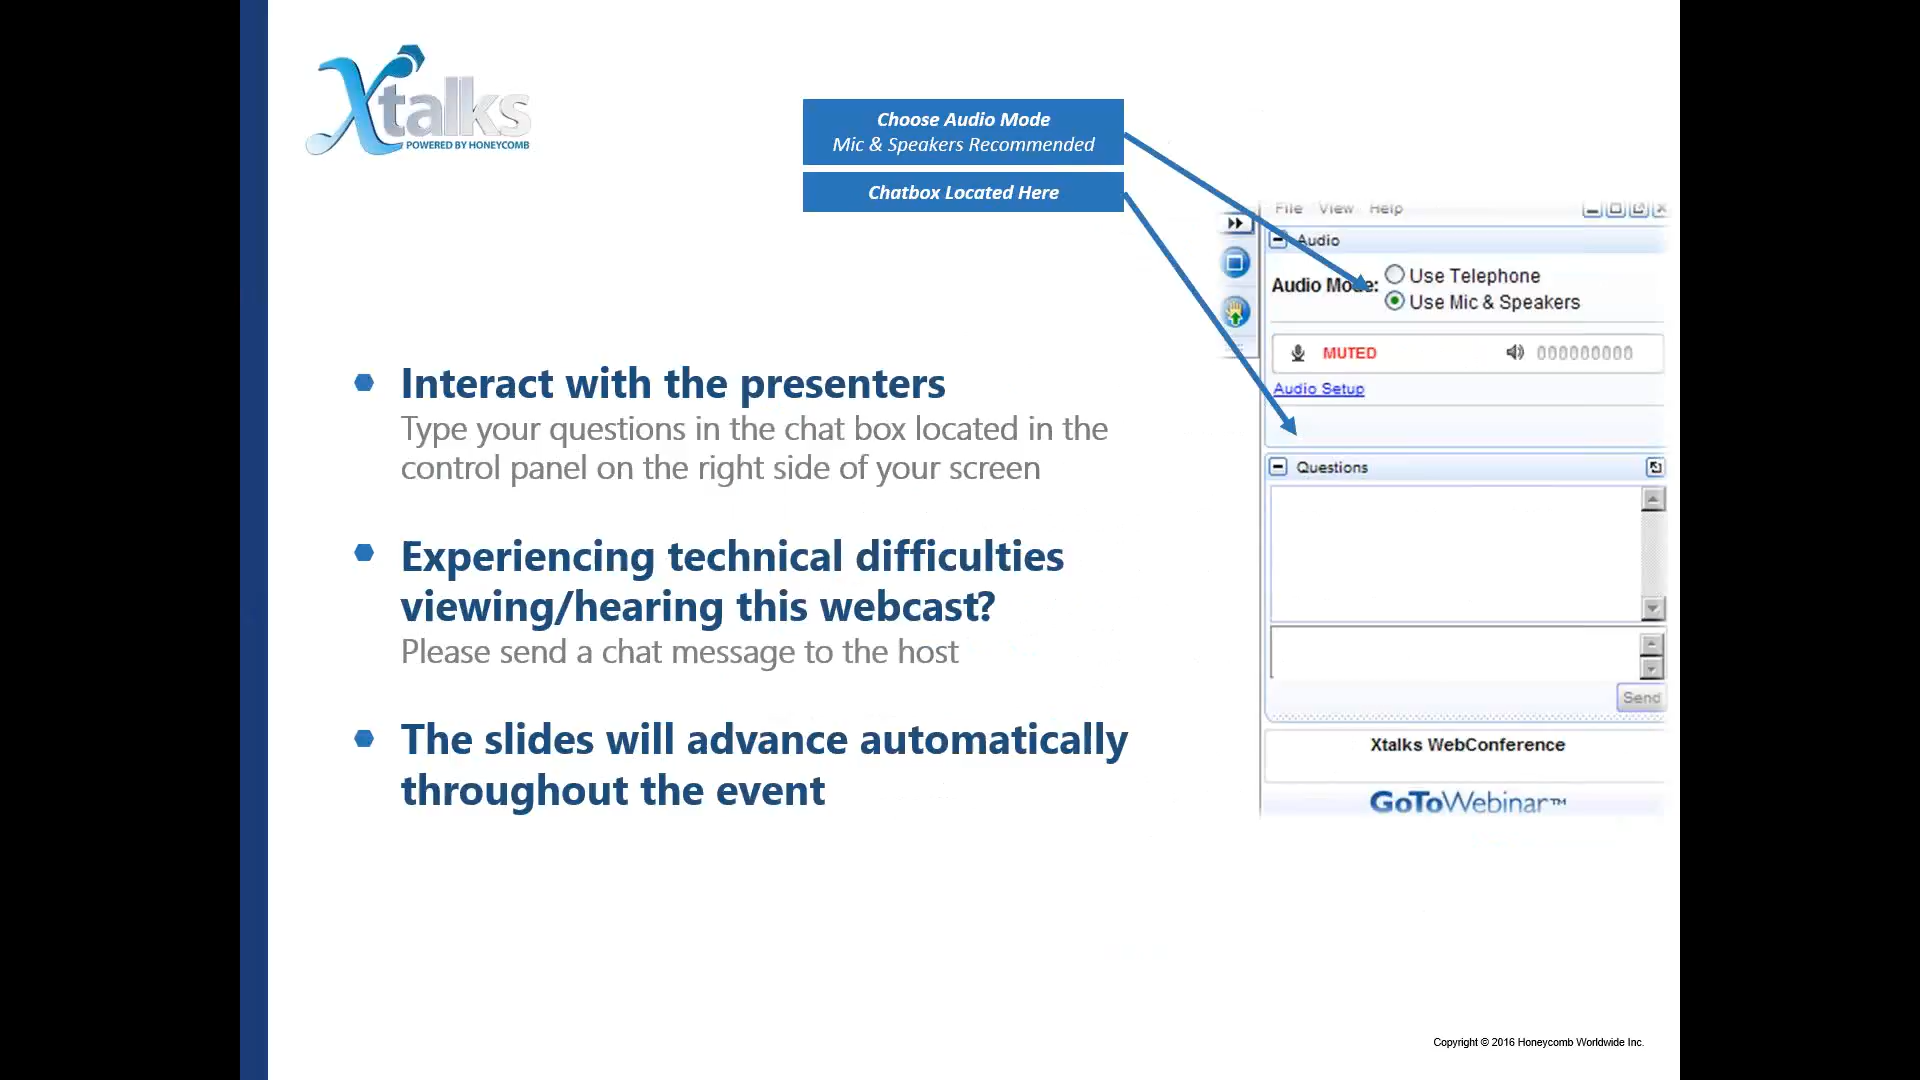 Xtalks
POWERED BY HONEYCOMB
Choose Audio Mode
Mic & Speakers Recommended
Chatbox Located Here
File View Help
Audio
Audio Mode:
Use Telephone
Use Mic & Speakers
MUTED
000000000
Audio Setup
Questions
Send
Xtalks WebConference
GoToWebinar™
Interact with the presenters
Type your questions in the chat box located in the
control panel on the right side of your screen
Experiencing technical difficulties
viewing/hearing this webcast?
Please send a chat message to the host
The slides will advance automatically
throughout the event
Copyright © 2016 Honeycomb Worldwide Inc.